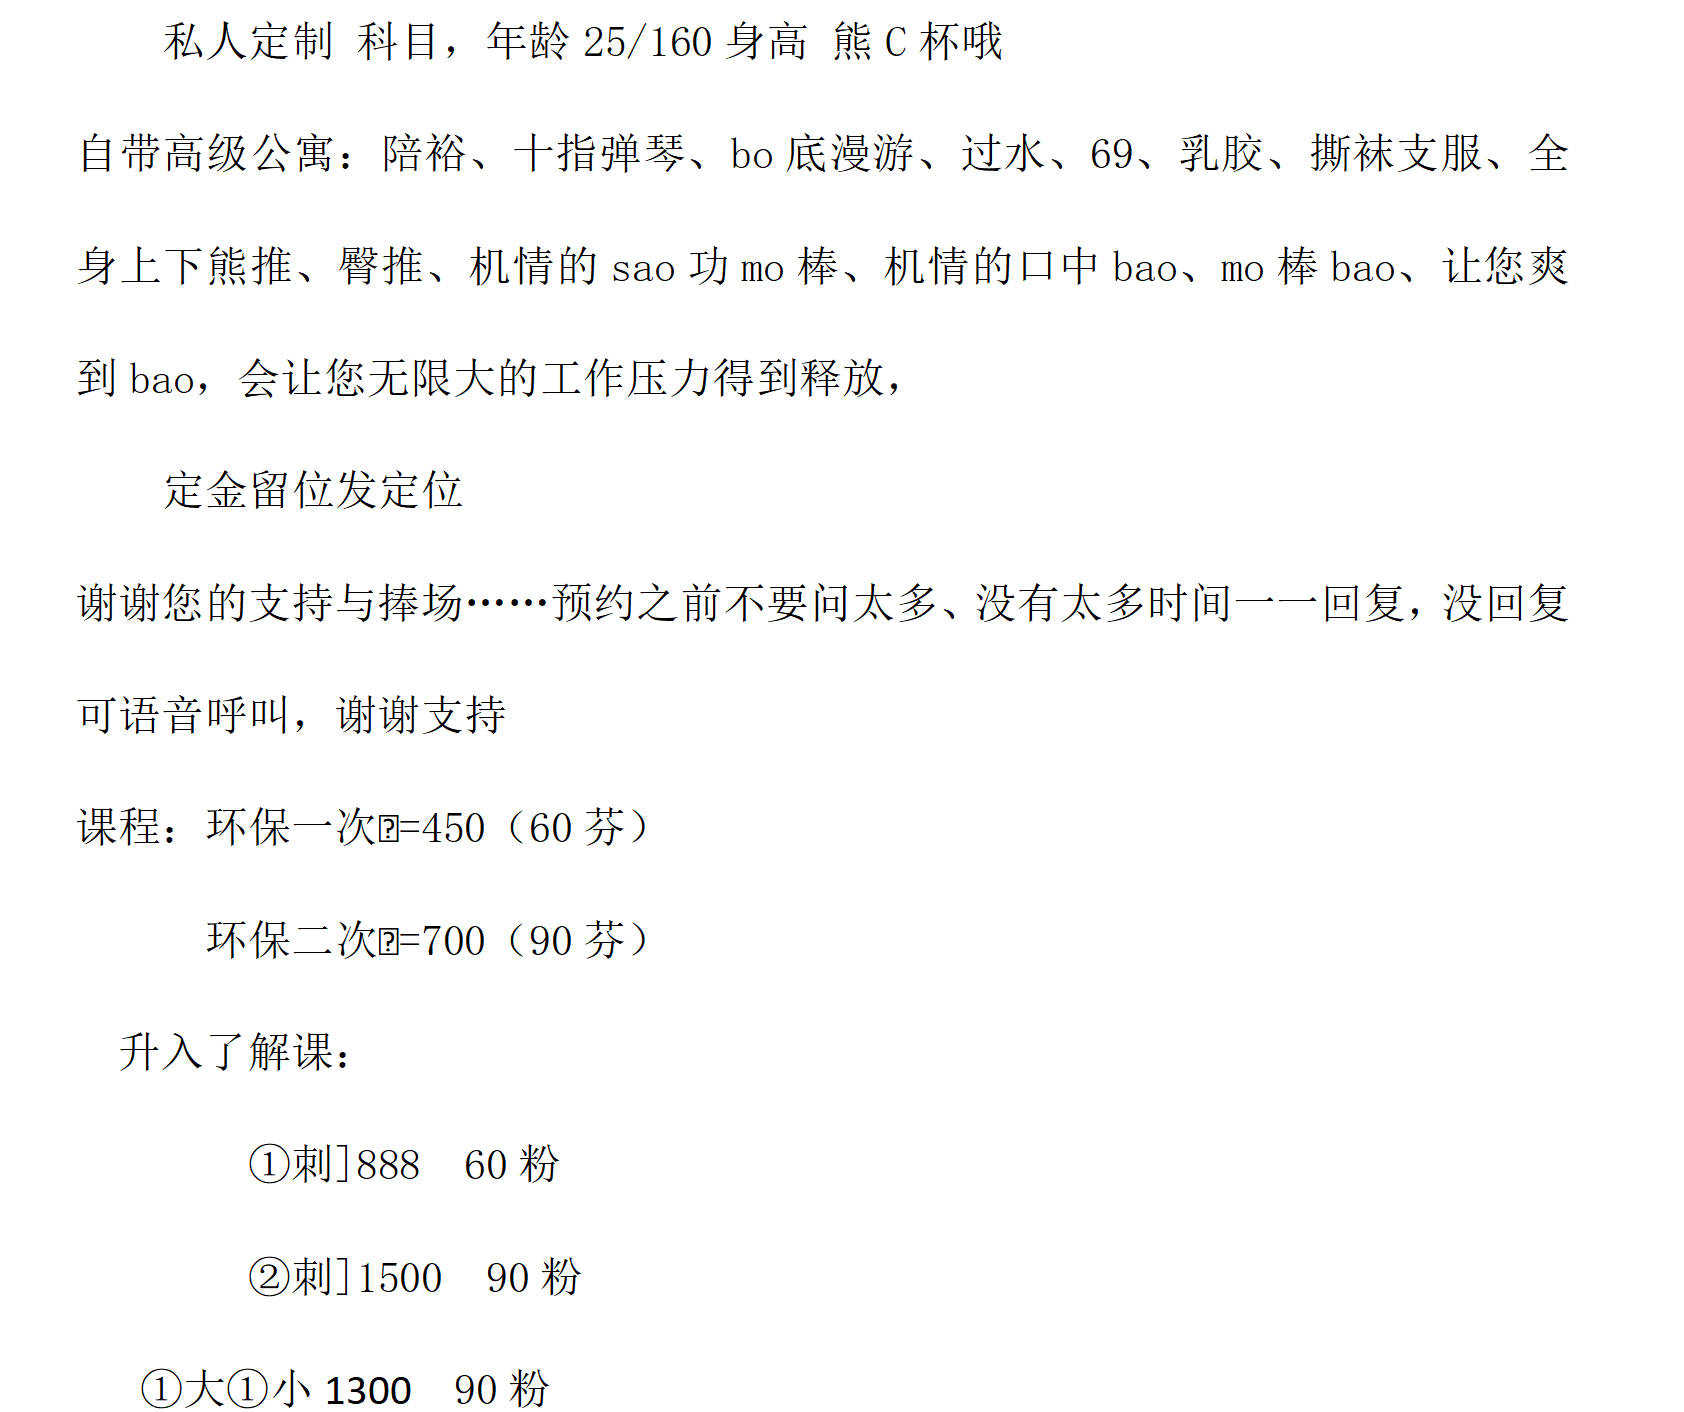 私人定制 科目，年龄 25/160 身高 熊 C 杯哦
自带高级公寓：陪裕、十指弹琴、bo 底漫游、过水、69、乳胶、撕袜支服、全
身上下熊推、臀推、机情的 sao 功 mo 棒、机情的口中 bao、mo 棒 bao、让您爽
到 bao，会让您无限大的工作压力得到释放，
定金留位发定位
谢谢您的支持与捧场……预约之前不要问太多、没有太多时间一一回复，没回复
可语音呼叫，谢谢支持
课程：环保一次⍰=450（60 芬）
环保二次⍰=700（90 芬）
升入了解课：
①刺]888 60 粉
②刺]1500 90 粉
①大①小 1300 90 粉